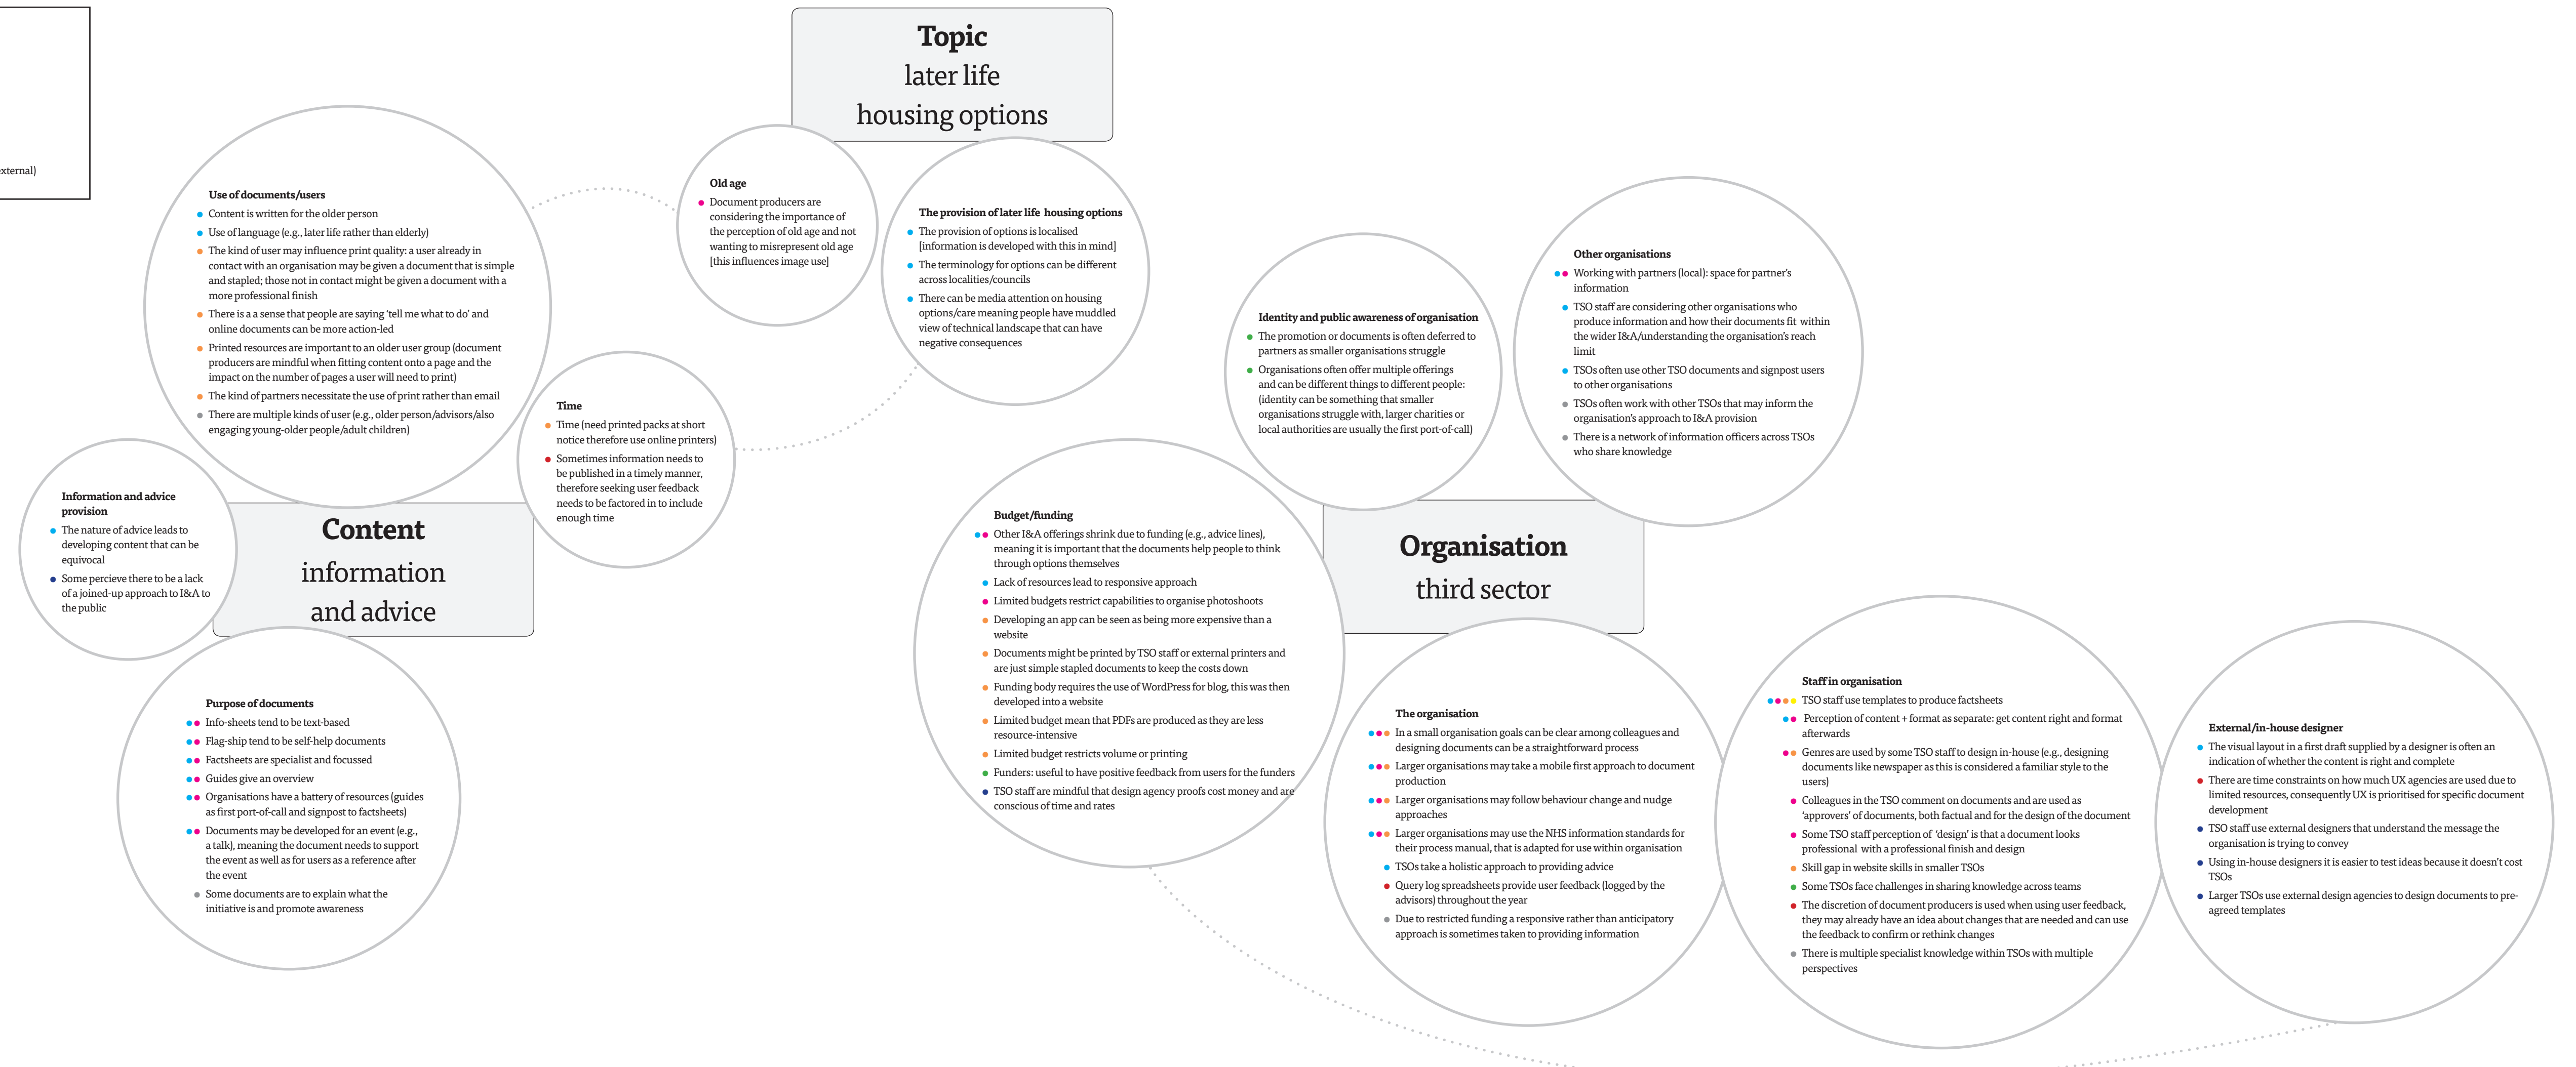 xternal)
Topic
later life
housing options
Use of documents/users
Content is written for the older person
Use of language (e.g., later life rather than elderly)
The kind of user may influence print quality: a user already in
contact with an organisation may be given a document that is simple
and stapled; those not in contact might be given a document with a
more professional finish
There is a a sense that people are saying ‘tell me what to do’ and
online documents can be more action-led
Printed resources are important to an older user group (document
producers are mindful when fitting content onto a page and the
impact on the number of pages a user will need to print)
The kind of partners necessitate the use of print rather than email
There are multiple kinds of user (e.g., older person/advisors/also
engaging young-older people/adult children)
Old age
Document producers are
considering the importance of
the perception of old age and not
wanting to misrepresent old age
[this influences image use]
The provision of later life housing options
The provision of options is localised
[information is developed with this in mind]
The terminology for options can be different
across localities/councils
There can be media attention on housing
options/care meaning people have muddled
view of technical landscape that can have
negative consequences
Time
Time (need printed packs at short
notice therefore use online printers)
Sometimes information needs to
be published in a timely manner,
therefore seeking user feedback
needs to be factored in to include
enough time
Information and advice
provision
The nature of advice leads to
developing content that can be
equivocal
Some percieve there to be a lack
of a joined-up approach to I&A to
the public
Content
information
and advice
Purpose of documents
Info-sheets tend to be text-based
Flag-ship tend to be self-help documents
Factsheets are specialist and focussed
Guides give an overview
Organisations have a battery of resources (guides
as first port-of-call and signpost to factsheets)
Documents may be developed for an event (e.g.,
a talk), meaning the document needs to support
the event as well as for users as a reference after
the event
Some documents are to explain what the
initiative is and promote awareness
Identity and public awareness of organisation
The promotion or documents is often deferred to
partners as smaller organisations struggle
Organisations often offer multiple offerings
and can be different things to different people:
(identity can be something that smaller
organisations struggle with, larger charities or
local authorities are usually the first port-of-call)
Other organisations
Working with partners (local): space for partner’s
information
TSO staff are considering other organisations who
produce information and how their documents fit within
the wider I&A/understanding the organisation’s reach
limit
TSOs often use other TSO documents and signpost users
to other organisations
TSOs often work with other TSOs that may inform the
organisation’s approach to I&A provision
There is a network of information officers across TSOs
who share knowledge
Budget/funding
Other I&A offerings shrink due to funding (e.g., advice lines),
meaning it is important that the documents help people to think
through options themselves
Lack of resources lead to responsive approach
Limited budgets restrict capabilities to organise photoshoots
Developing an app can be seen as being more expensive than a
website
Documents might be printed by TSO staff or external printers and
are just simple stapled documents to keep the costs down
Funding body requires the use of WordPress for blog, this was then
developed into a website
Limited budget mean that PDFs are produced as they are less
resource-intensive
Limited budget restricts volume or printing
Funders: useful to have positive feedback from users for the funders
TSO staff are mindful that design agency proofs cost money and are
conscious of time and rates
Organisation
third sector
The organisation
In a small organisation goals can be clear among colleagues and
designing documents can be a straightforward process
Larger organisations may take a mobile first approach to document
production
Larger organisations may follow behaviour change and nudge
approaches
Larger organisations may use the NHS information standards for
their process manual, that is adapted for use within organisation
TSOs take a holistic approach to providing advice
Query log spreadsheets provide user feedback (logged by the
advisors) throughout the year
Due to restricted funding a responsive rather than anticipatory
approach is sometimes taken to providing information
Staff in organisation
TSO staff use templates to produce factsheets
Perception of content + format as separate: get content right and format
afterwards
Genres are used by some TSO staff to design in-house (e.g., designing
documents like newspaper as this is considered a familiar style to the
users)
Colleagues in the TSO comment on documents and are used as
‘approvers’ of documents, both factual and for the design of the document
Some TSO staff perception of ‘design’ is that a document looks
professional with a professional finish and design
Skill gap in website skills in smaller TSOs
Some TSOs face challenges in sharing knowledge across teams
The discretion of document producers is used when using user feedback,
they may already have an idea about changes that are needed and can use
the feedback to confirm or rethink changes
There is multiple specialist knowledge within TSOs with multiple
perspectives
External/in-house designer
The visual layout in a first draft supplied by a designer is often an
indication of whether the content is right and complete
There are time constraints on how much UX agencies are used due to
limited resources, consequently UX is prioritised for specific document
development
TSO staff use external designers that understand the message the
organisation is trying to convey
Using in-house designers it is easier to test ideas because it doesn’t cost
TSOs
Larger TSOs use external design agencies to design documents to pre-
agreed templates